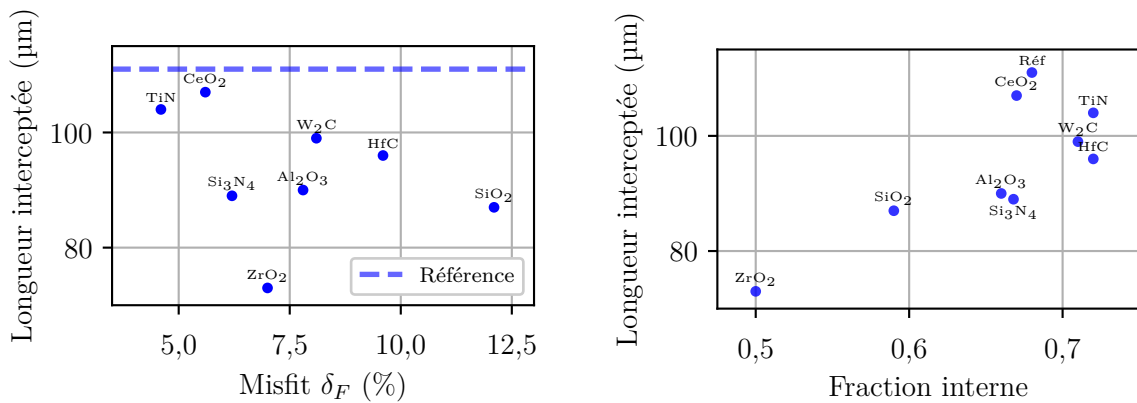 Longueur interceptée (µm)
100
80
TiN
CeO₂
W₂C
HfC
Si₃N₄
Al₂O₃
SiO₂
ZrO₂
Référence
5,0 7,5 10,0 12,5
Misfit δ_F (%)
Longueur interceptée (µm)
100
80
Réf
CeO₂
TiN
W₂C
HfC
Al₂O₃
Si₃N₄
SiO₂
ZrO₂
0,5 0,6 0,7
Fraction interne